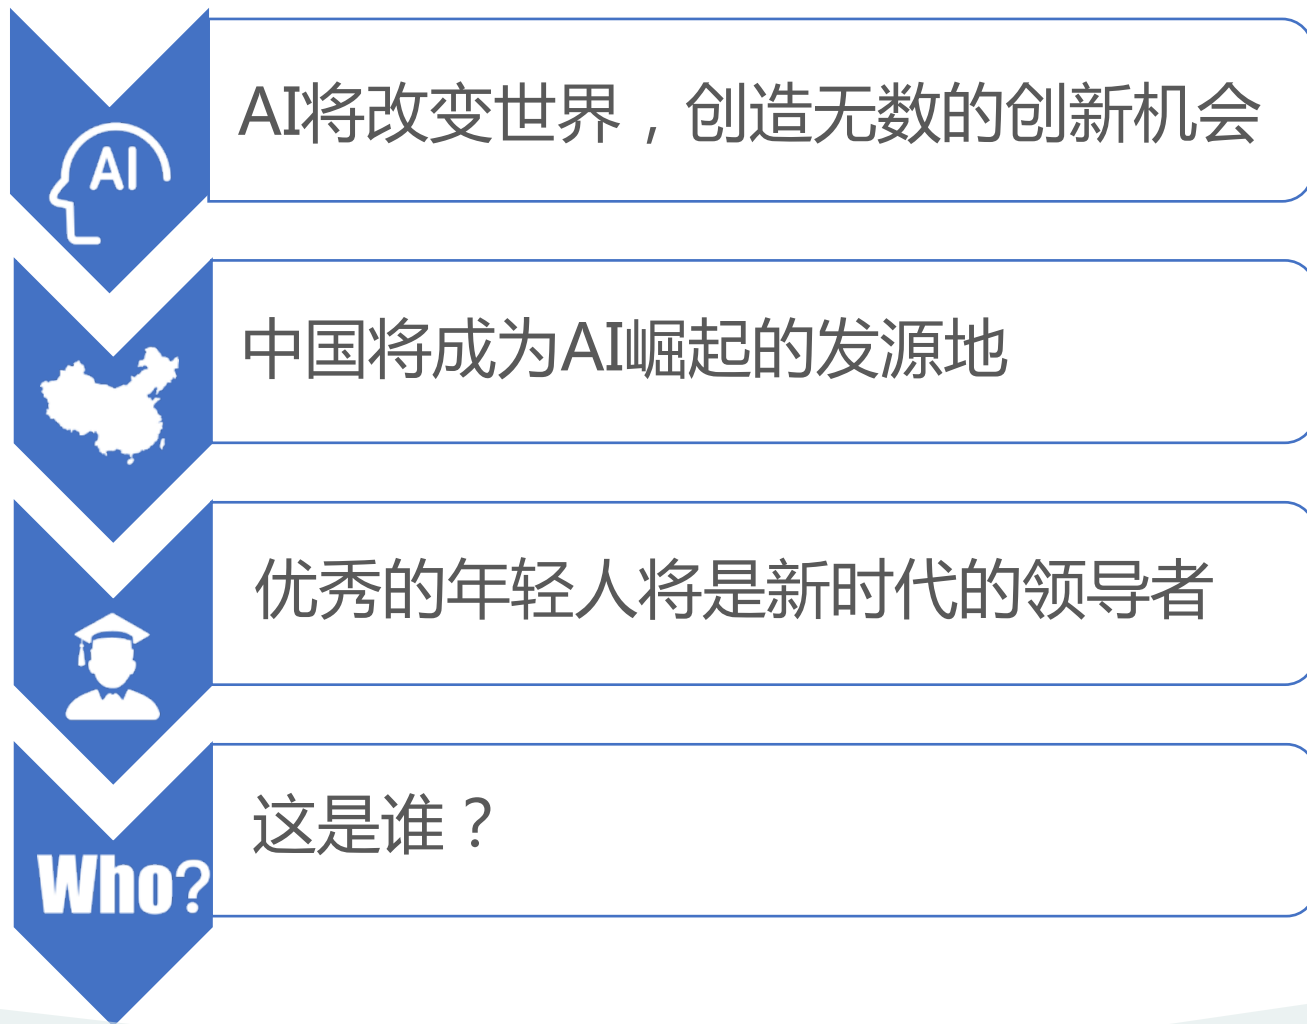 AI将改变世界，创造无数的创新机会
AI
中国将成为AI崛起的发源地
优秀的年轻人将是新时代的领导者
这是谁？
Who?